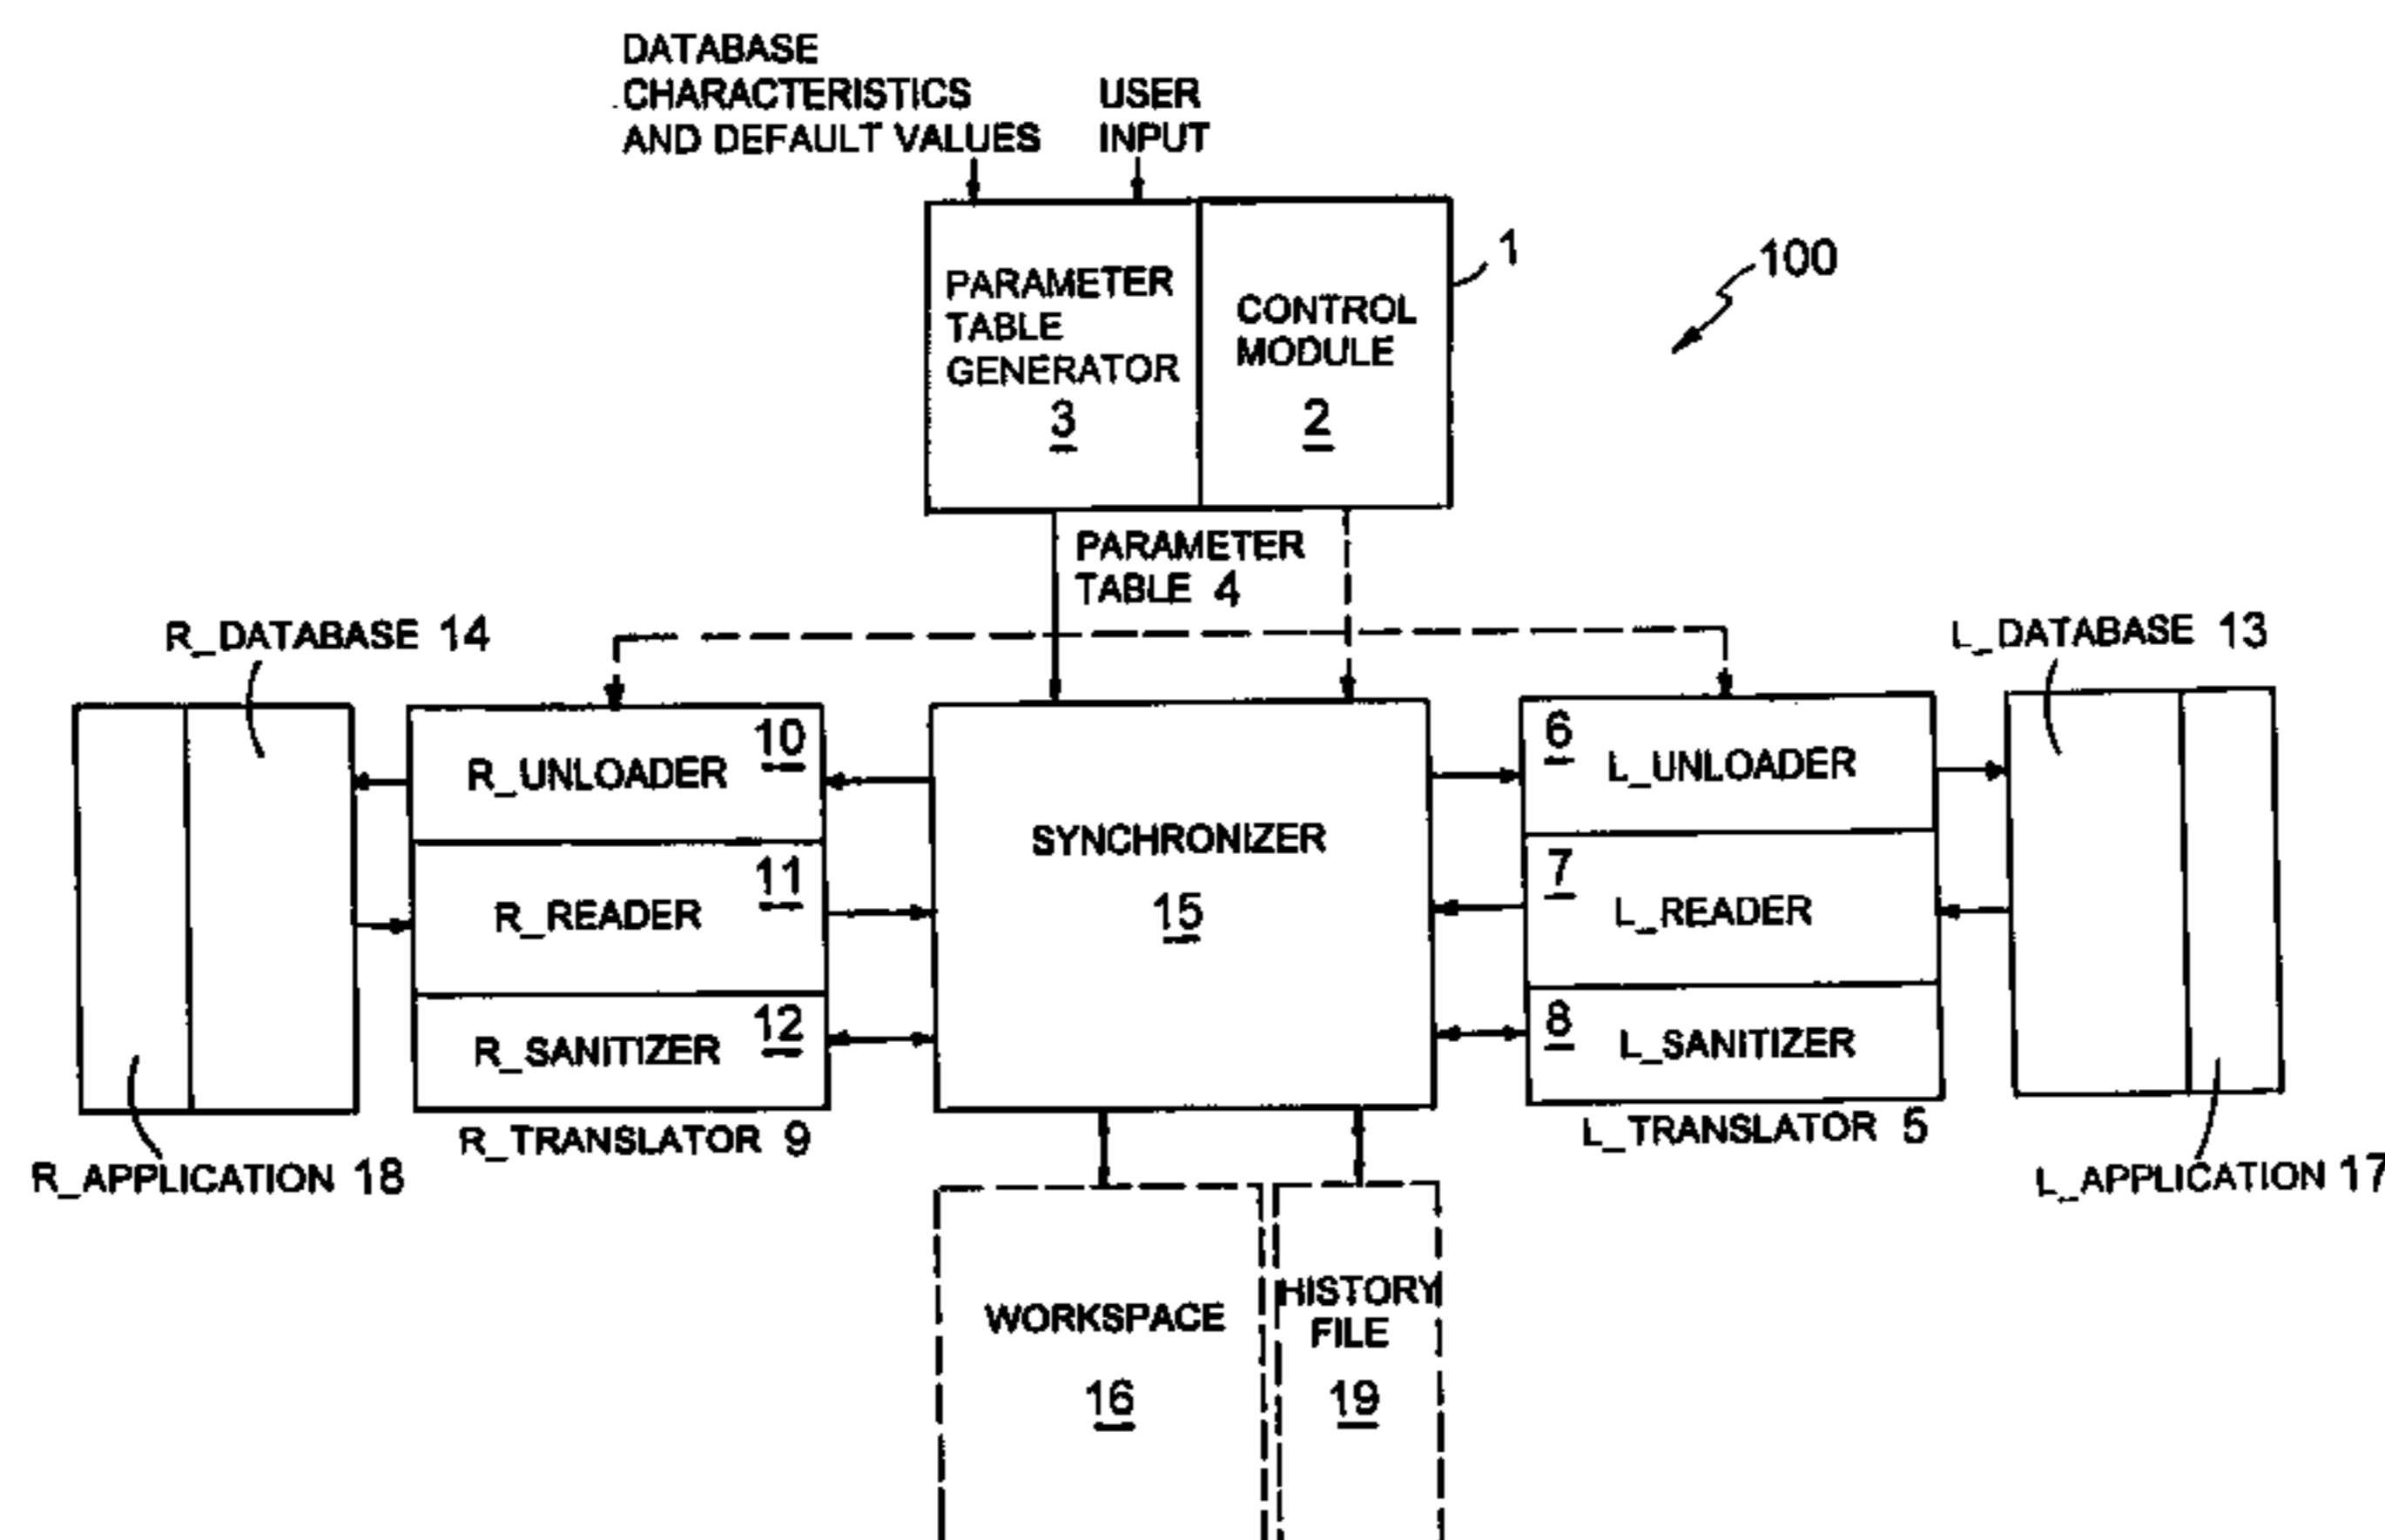 DATABASE
CHARACTERISTICS
AND DEFAULT VALUES
USER
INPUT
1
100
PARAMETER
TABLE
GENERATOR
3
CONTROL
MODULE
2
PARAMETER
TABLE 4
R_DATABASE 14
L_DATABASE 13
10
R_UNLOADER
11
R_READER
12
R_SANITIZER
SYNCHRONIZER
15
6
L_UNLOADER
7
L_READER
8
L_SANITIZER
R_TRANSLATOR 9
L_TRANSLATOR 5
R_APPLICATION 18
L_APPLICATION 17
WORKSPACE
16
HISTORY
FILE
19